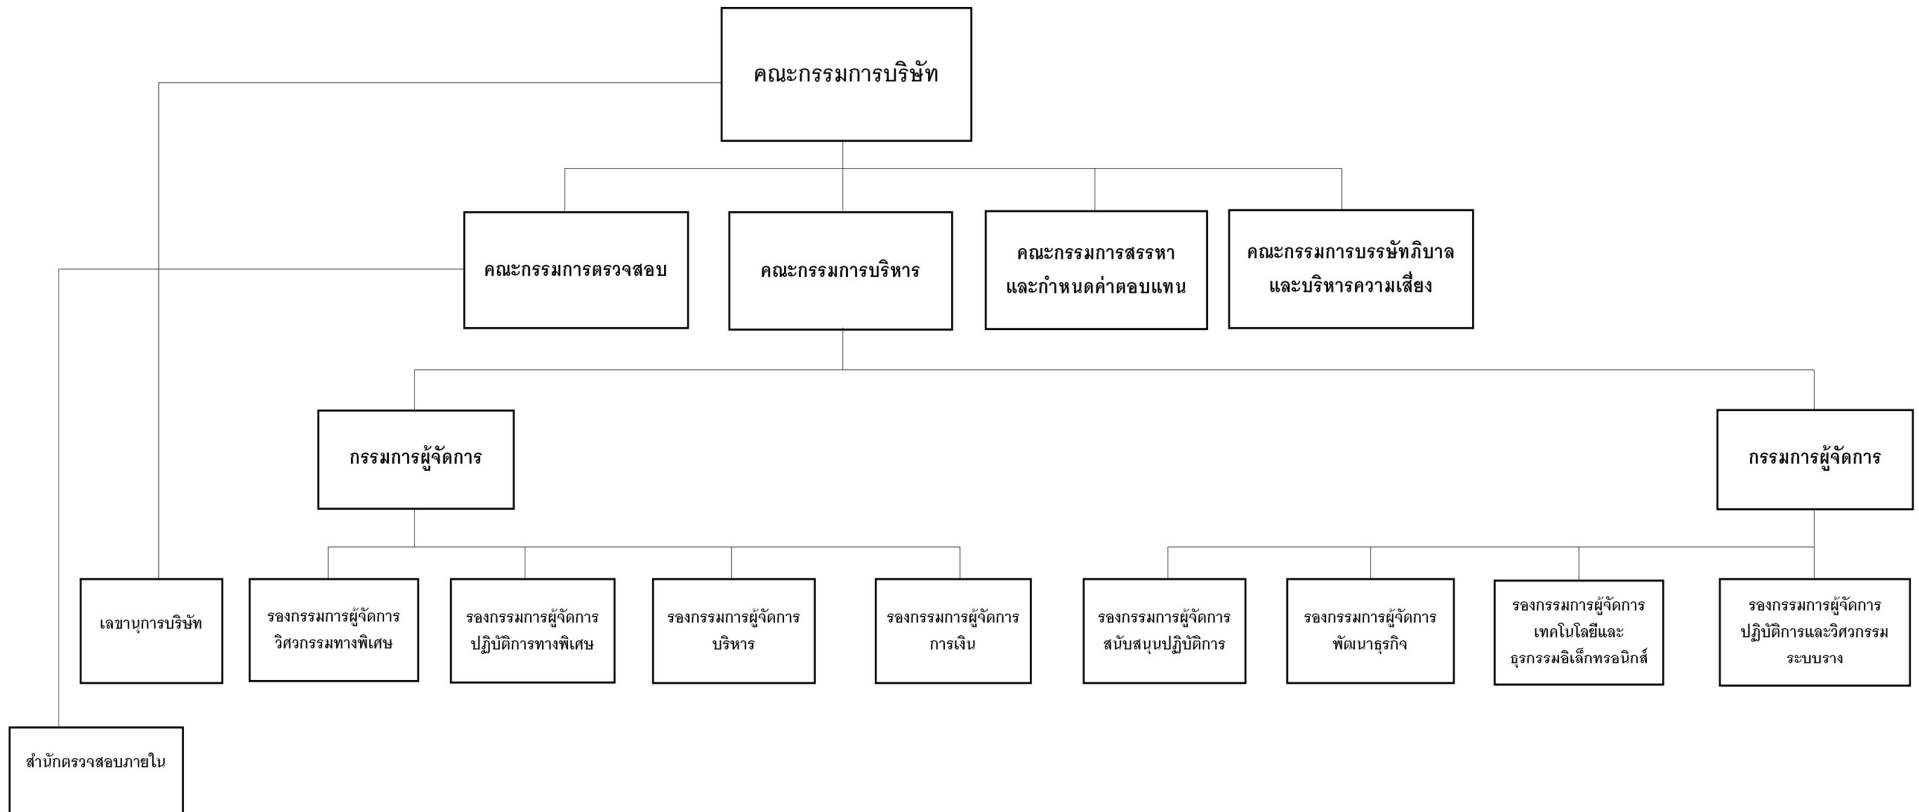 คณะกรรมการบริษัท
คณะกรรมการตรวจสอบ
คณะกรรมการบริหาร
คณะกรรมการสรรหา
และกำหนดค่าตอบแทน
คณะกรรมการบรรษัทภิบาล
และบริหารความเสี่ยง
กรรมการผู้จัดการ
กรรมการผู้จัดการ
เลขานุการบริษัท
รองกรรมการผู้จัดการ
วิศวกรรมทางพิเศษ
รองกรรมการผู้จัดการ
ปฏิบัติการทางพิเศษ
รองกรรมการผู้จัดการ
บริหาร
รองกรรมการผู้จัดการ
การเงิน
รองกรรมการผู้จัดการ
สนับสนุนปฏิบัติการ
รองกรรมการผู้จัดการ
พัฒนาธุรกิจ
รองกรรมการผู้จัดการ
เทคโนโลยีและ
ธุรกรรมอิเล็กทรอนิกส์
รองกรรมการผู้จัดการ
ปฏิบัติการและวิศวกรรม
ระบบราง
สำนักตรวจสอบภายใน